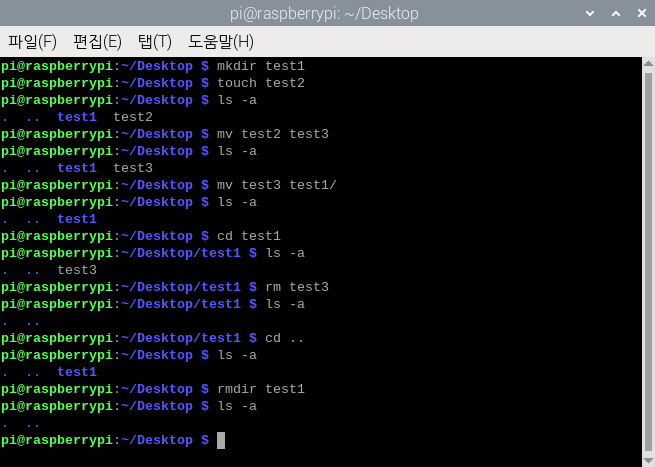 pi@raspberrypi: ~/Desktop
파일(F) 편집(E) 탭(T) 도움말(H)
pi@raspberrypi:~/Desktop $ mkdir test1
pi@raspberrypi:~/Desktop $ touch test2
pi@raspberrypi:~/Desktop $ ls -a
.  ..  test1  test2
pi@raspberrypi:~/Desktop $ mv test2 test3
pi@raspberrypi:~/Desktop $ ls -a
.  ..  test1  test3
pi@raspberrypi:~/Desktop $ mv test3 test1/
pi@raspberrypi:~/Desktop $ ls -a
.  ..  test1
pi@raspberrypi:~/Desktop $ cd test1
pi@raspberrypi:~/Desktop/test1 $ ls -a
.  ..  test3
pi@raspberrypi:~/Desktop/test1 $ rm test3
pi@raspberrypi:~/Desktop/test1 $ ls -a
.  ..
pi@raspberrypi:~/Desktop/test1 $ cd ..
pi@raspberrypi:~/Desktop $ ls -a
.  ..  test1
pi@raspberrypi:~/Desktop $ rmdir test1
pi@raspberrypi:~/Desktop $ ls -a
.  ..
pi@raspberrypi:~/Desktop $